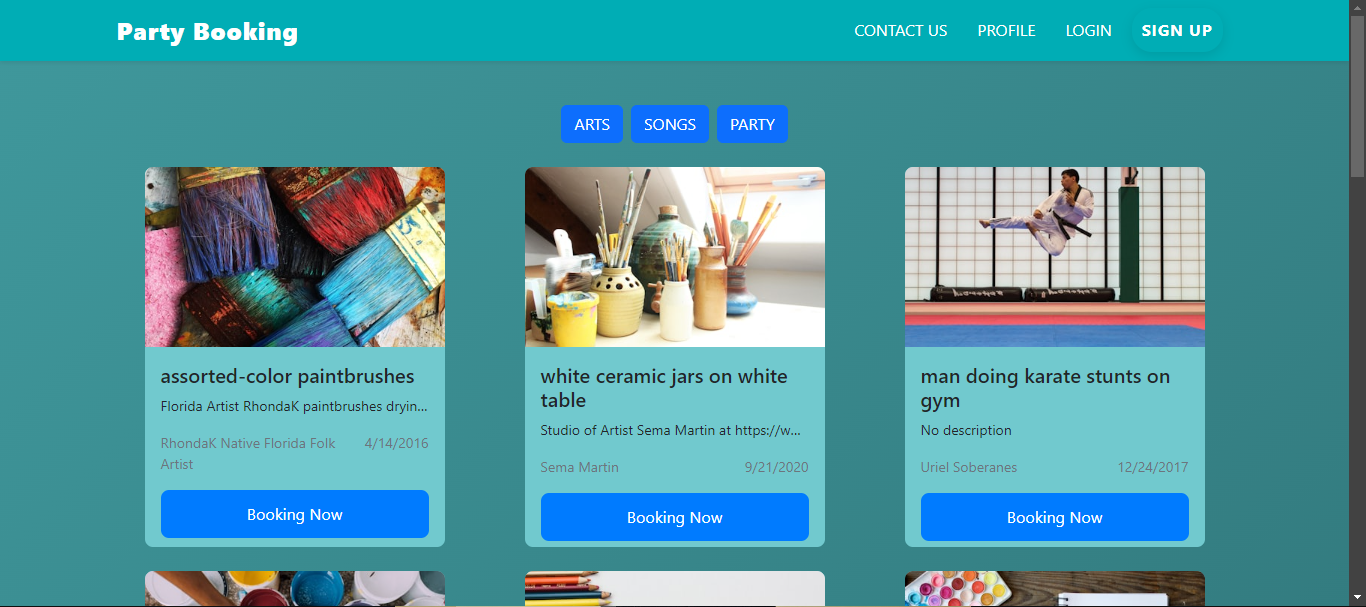 Party Booking
CONTACT US
PROFILE
LOGIN
SIGN UP
ARTS
SONGS
PARTY
assorted-color paintbrushes
Florida Artist RhondaK paintbrushes dryin...
RhondaK Native Florida Folk
Artist
4/14/2016
Booking Now
white ceramic jars on white
table
Studio of Artist Sema Martin at https://w...
Sema Martin
9/21/2020
Booking Now
man doing karate stunts on
gym
No description
Uriel Soberanes
12/24/2017
Booking Now